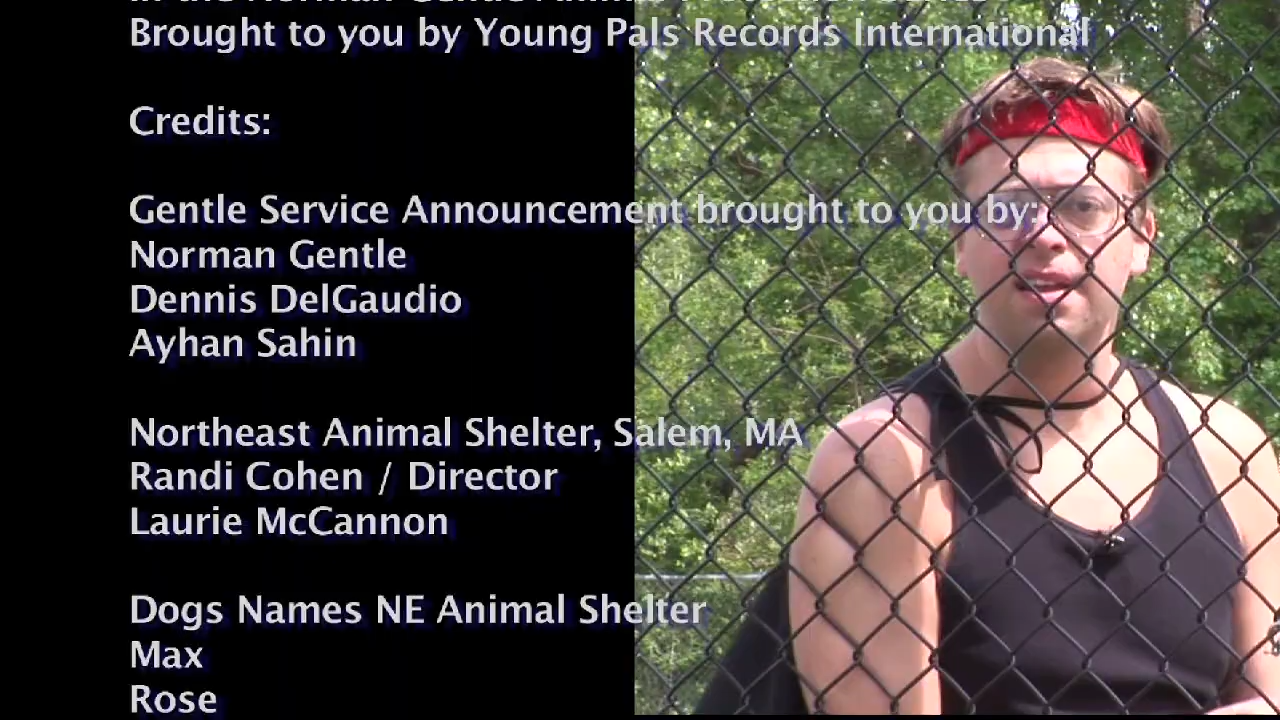 Brought to you by Young Pals Records International
Credits:
Gentle Service Announcement brought to you by:
Norman Gentle
Dennis DelGaudio
Ayhan Sahin
Northeast Animal Shelter, Salem, MA
Randi Cohen / Director
Laurie McCannon
Dogs Names NE Animal Shelter
Max
Rose